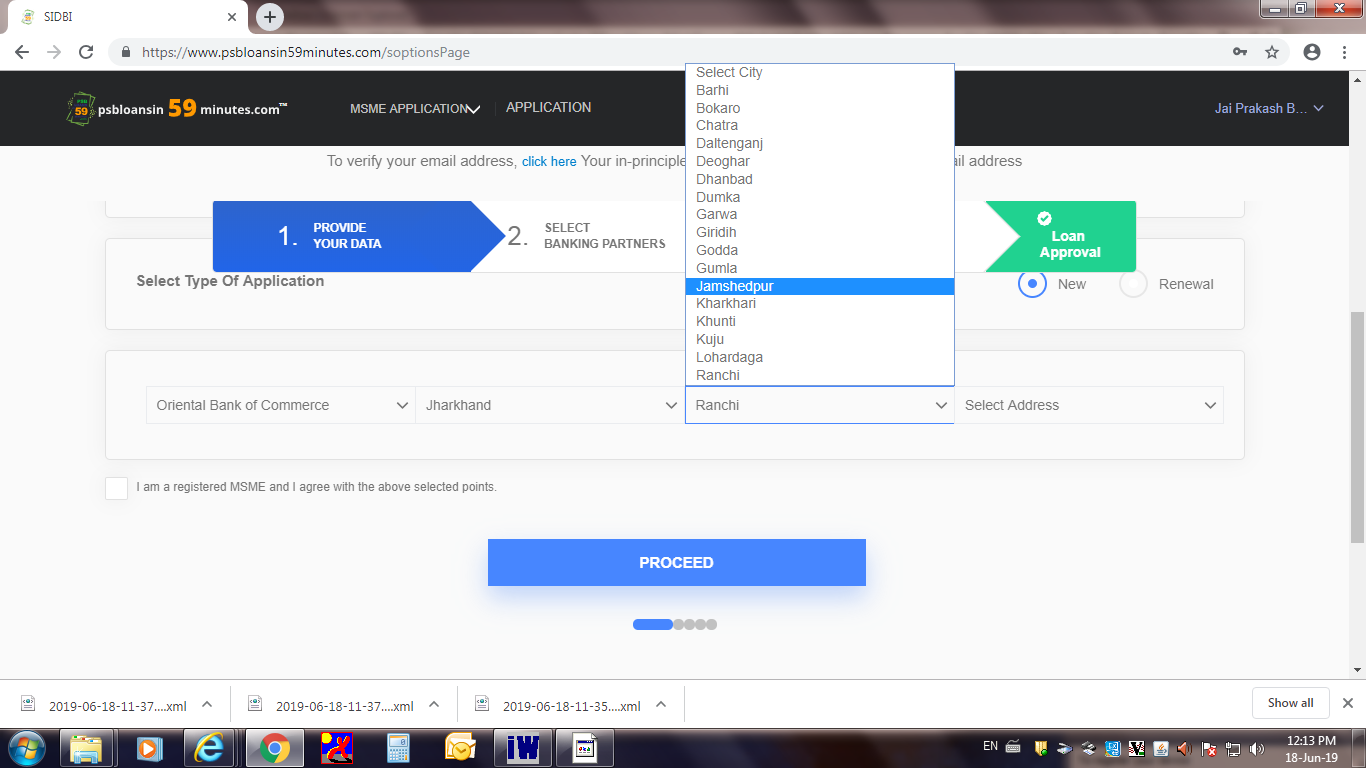 SIDBI
https://www.psbloansin59minutes.com/soptionsPage
PSB
59
psbloansin 59 minutes.com™
MSME APPLICATION
APPLICATION
Jai Prakash B...
To verify your email address, click here Your in-principle
ail address
1. PROVIDE
YOUR DATA
2. SELECT
BANKING PARTNERS
Loan
Approval
Select Type Of Application
New
Renewal
Select City
Barhi
Bokaro
Chatra
Daltenganj
Deoghar
Dhanbad
Dumka
Garwa
Giridih
Godda
Gumla
Jamshedpur
Kharkhari
Khunti
Kuju
Lohardaga
Ranchi
Oriental Bank of Commerce
Jharkhand
Ranchi
Select Address
I am a registered MSME and I agree with the above selected points.
PROCEED
2019-06-18-11-37....xml
2019-06-18-11-37....xml
2019-06-18-11-35....xml
Show all
iW
EN
12:13 PM
18-Jun-19